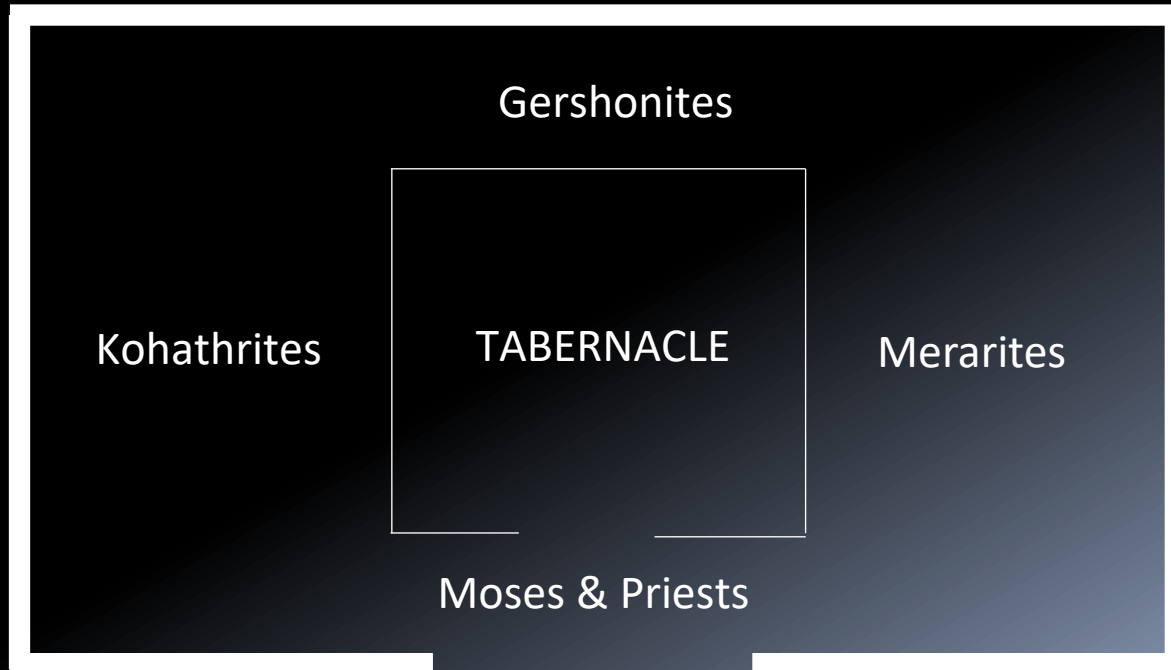 Gershonites
Kohathrites
TABERNACLE
Merarites
Moses & Priests